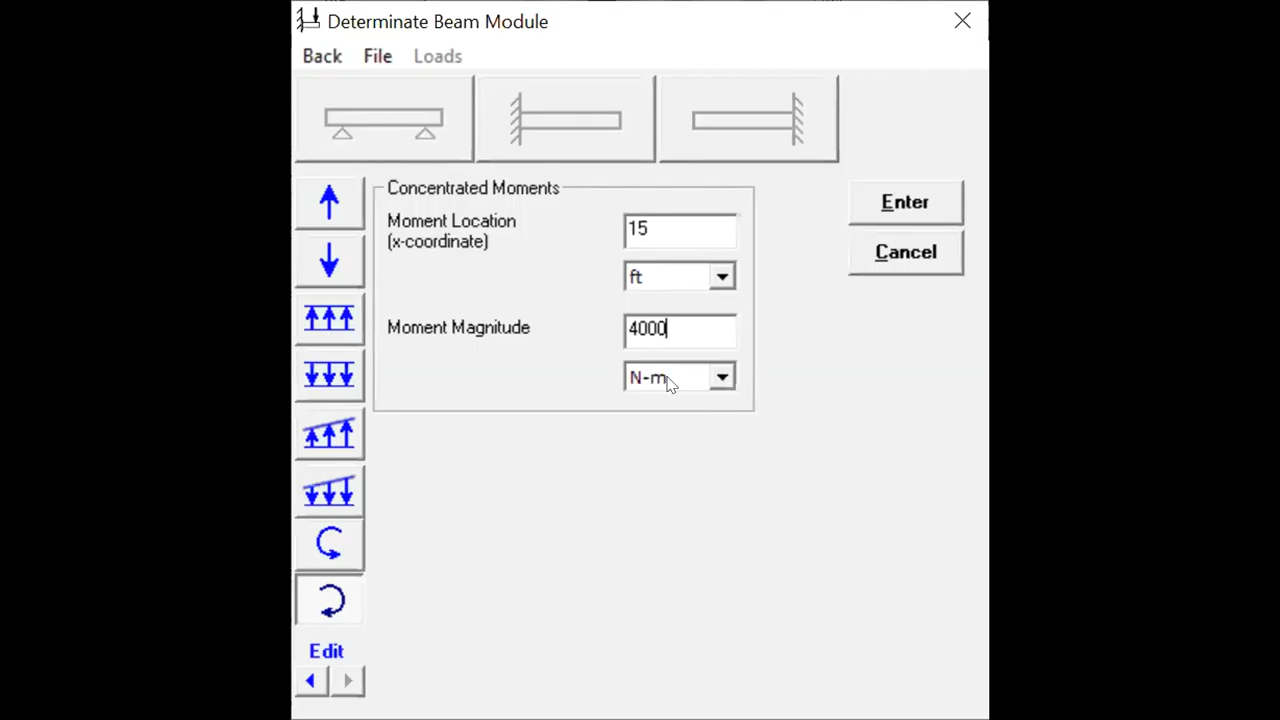 Determinate Beam Module
Back File Loads
Concentrated Moments
Moment Location
(x-coordinate)
15
ft
Moment Magnitude
4000
N-m
Enter
Cancel
Edit